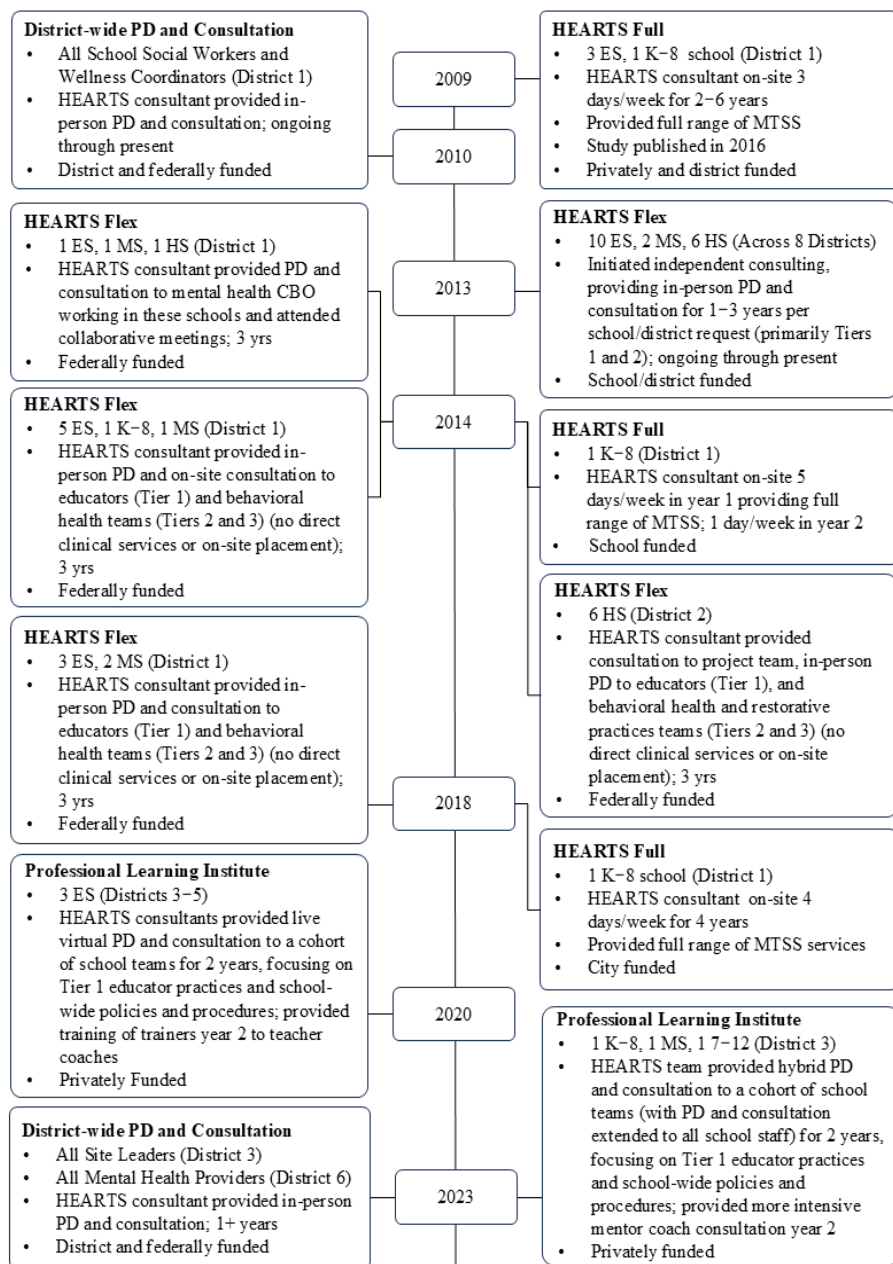 District-wide PD and Consultation
• All School Social Workers and
Wellness Coordinators (District 1)
• HEARTS consultant provided in-
person PD and consultation; ongoing
through present
• District and federally funded
HEARTS Full
• 3 ES, 1 K−8 school (District 1)
• HEARTS consultant on-site 3
days/week for 2−6 years
• Provided full range of MTSS
• Study published in 2016
• Privately and district funded
2009
2010
HEARTS Flex
• 1 ES, 1 MS, 1 HS (District 1)
• HEARTS consultant provided PD and
consultation to mental health CBO
working in these schools and attended
collaborative meetings; 3 yrs
• Federally funded
HEARTS Flex
• 10 ES, 2 MS, 6 HS (Across 8 Districts)
• Initiated independent consulting,
providing in-person PD and
consultation for 1−3 years per
school/district request (primarily Tiers
1 and 2); ongoing through present
• School/district funded
2013
HEARTS Flex
• 5 ES, 1 K−8, 1 MS (District 1)
• HEARTS consultant provided in-
person PD and on-site consultation to
educators (Tier 1) and behavioral
health teams (Tiers 2 and 3) (no direct
clinical services or on-site placement);
3 yrs
• Federally funded
2014
HEARTS Full
• 1 K−8 (District 1)
• HEARTS consultant on-site 5
days/week in year 1 providing full
range of MTSS; 1 day/week in year 2
• School funded
HEARTS Flex
• 6 HS (District 2)
• HEARTS consultant provided
consultation to project team, in-person
PD to educators (Tier 1), and
behavioral health and restorative
practices teams (Tiers 2 and 3) (no
direct clinical services or on-site
placement); 3 yrs
• Federally funded
HEARTS Flex
• 3 ES, 2 MS (District 1)
• HEARTS consultant provided in-
person PD and consultation to
educators (Tier 1) and behavioral
health teams (Tiers 2 and 3) (no direct
clinical services or on-site placement);
3 yrs
• Federally funded
2018
HEARTS Full
• 1 K−8 school (District 1)
• HEARTS consultant on-site 4
days/week for 4 years
• Provided full range of MTSS services
• City funded
Professional Learning Institute
• 3 ES (Districts 3−5)
• HEARTS consultants provided live
virtual PD and consultation to a cohort
of school teams for 2 years, focusing on
Tier 1 educator practices and school-
wide policies and procedures; provided
training of trainers year 2 to teacher
coaches
• Privately Funded
2020
Professional Learning Institute
• 1 K−8, 1 MS, 1 7−12 (District 3)
• HEARTS team provided hybrid PD
and consultation to a cohort of school
teams (with PD and consultation
extended to all school staff) for 2 years,
focusing on Tier 1 educator practices
and school-wide policies and
procedures; provided more intensive
mentor coach consultation year 2
• Privately funded
District-wide PD and Consultation
• All Site Leaders (District 3)
• All Mental Health Providers (District 6)
• HEARTS consultant provided in-person
PD and consultation; 1+ years
• District and federally funded
2023